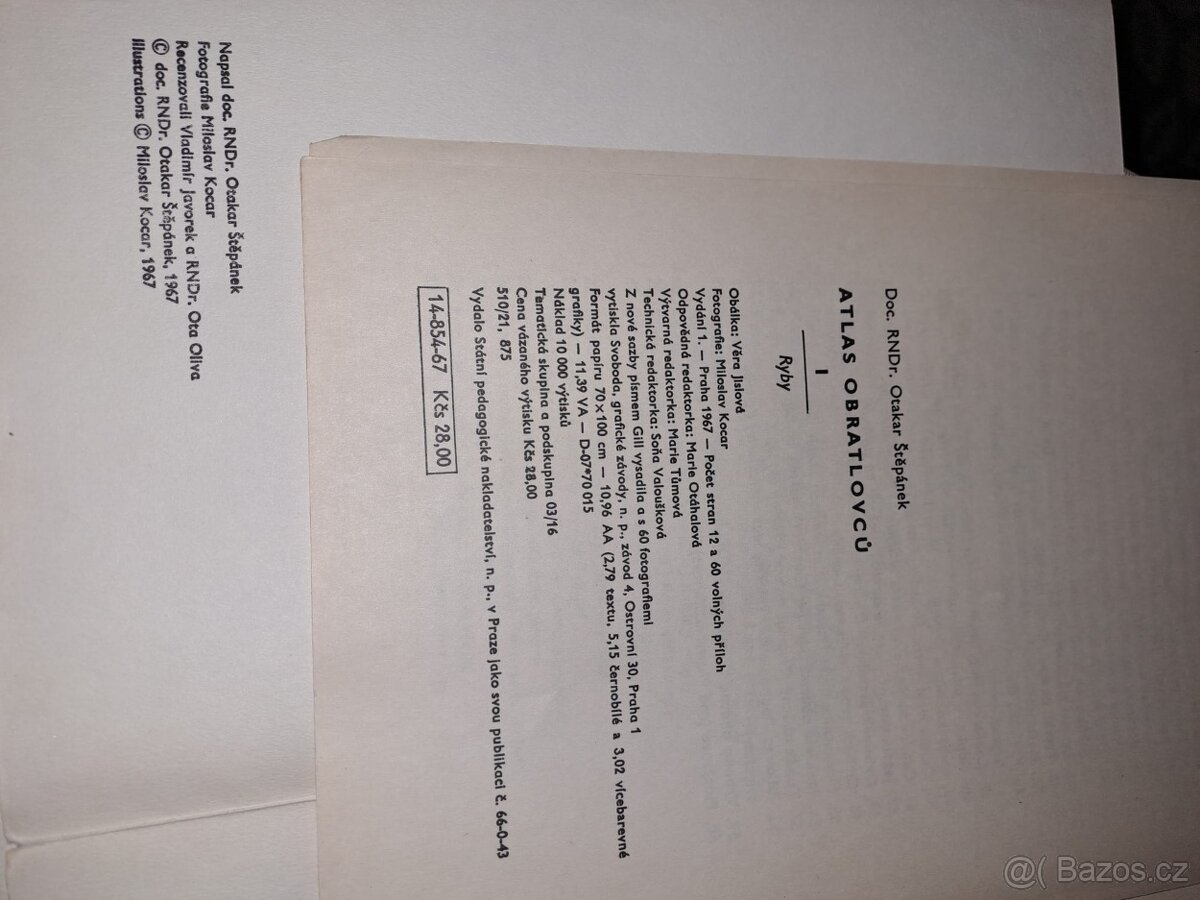 Doc. RNDr. Otakar Štěpánek
ATLAS OBRATLOVCŮ
I
Ryby
Obálka: Věra Jislová
Fotografie: Miloslav Kocar
Vydání 1. — Praha 1967 — Počet stran 12 a 60 volných příloh
Odpovědná redaktorka: Marie Otáhalová
Výtvarná redaktorka: Marie Tůmová
Technická redaktorka: Soňa Valoušková
Z nové sazby písmem Gill vysadila a s 60 fotografiemi
vytiskla Svoboda, grafické závody, n. p., závod 4, Ostrovní 30, Praha 1
Formát papíru 70×100 cm — 10,96 AA (2,79 textu, 5,15 černobílé a 3,02 vícebarevné
grafiky) — 11,39 VA — D-07*70 015
Náklad 10 000 výtisků
Tematická skupina a podskupina 03/16
Cena vázaného výtisku Kčs 28,00
510/21, 875
Vydalo Státní pedagogické nakladatelství, n. p., v Praze jako svou publikaci č. 66-0-43
14-854-67 Kčs 28,00
Napsal doc. RNDr. Otakar Štěpánek
Fotografie Miloslav Kocar
Recenzovali Vladimír Javorek a RNDr. Ota Oliva
© doc. RNDr. Otakar Štěpánek, 1967
Illustrations © Miloslav Kocar, 1967
@( Bazos.cz